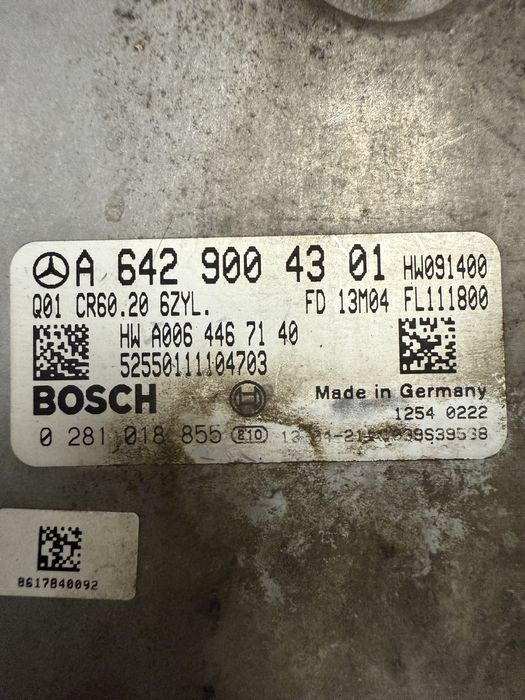 A 642 900 43 01 HW091400
Q01 CR60.20 6ZYL. FD 13M04 FL111800
HW A006 446 71 40
52550111104703
BOSCH Made in Germany
1254 0222
0 281 018 855 E10
8617840092